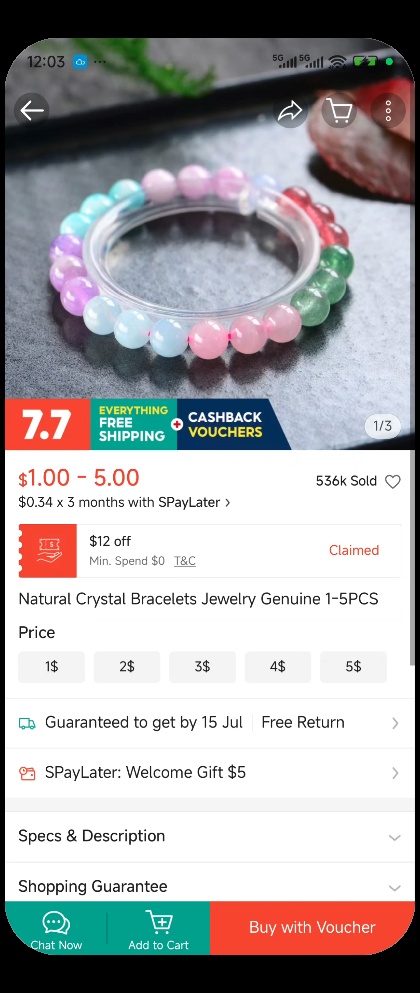 12:03
5G 5G
1/3
7.7
EVERYTHING
FREE
SHIPPING
+
CASHBACK
VOUCHERS
$1.00 - 5.00
536k Sold
$0.34 x 3 months with SPayLater >
$12 off
Min. Spend $0 T&C
Claimed
Natural Crystal Bracelets Jewelry Genuine 1-5PCS
Price
1$ 2$ 3$ 4$ 5$
Guaranteed to get by 15 Jul Free Return
SPayLater: Welcome Gift $5
Specs & Description
Shopping Guarantee
Chat Now
Add to Cart
Buy with Voucher